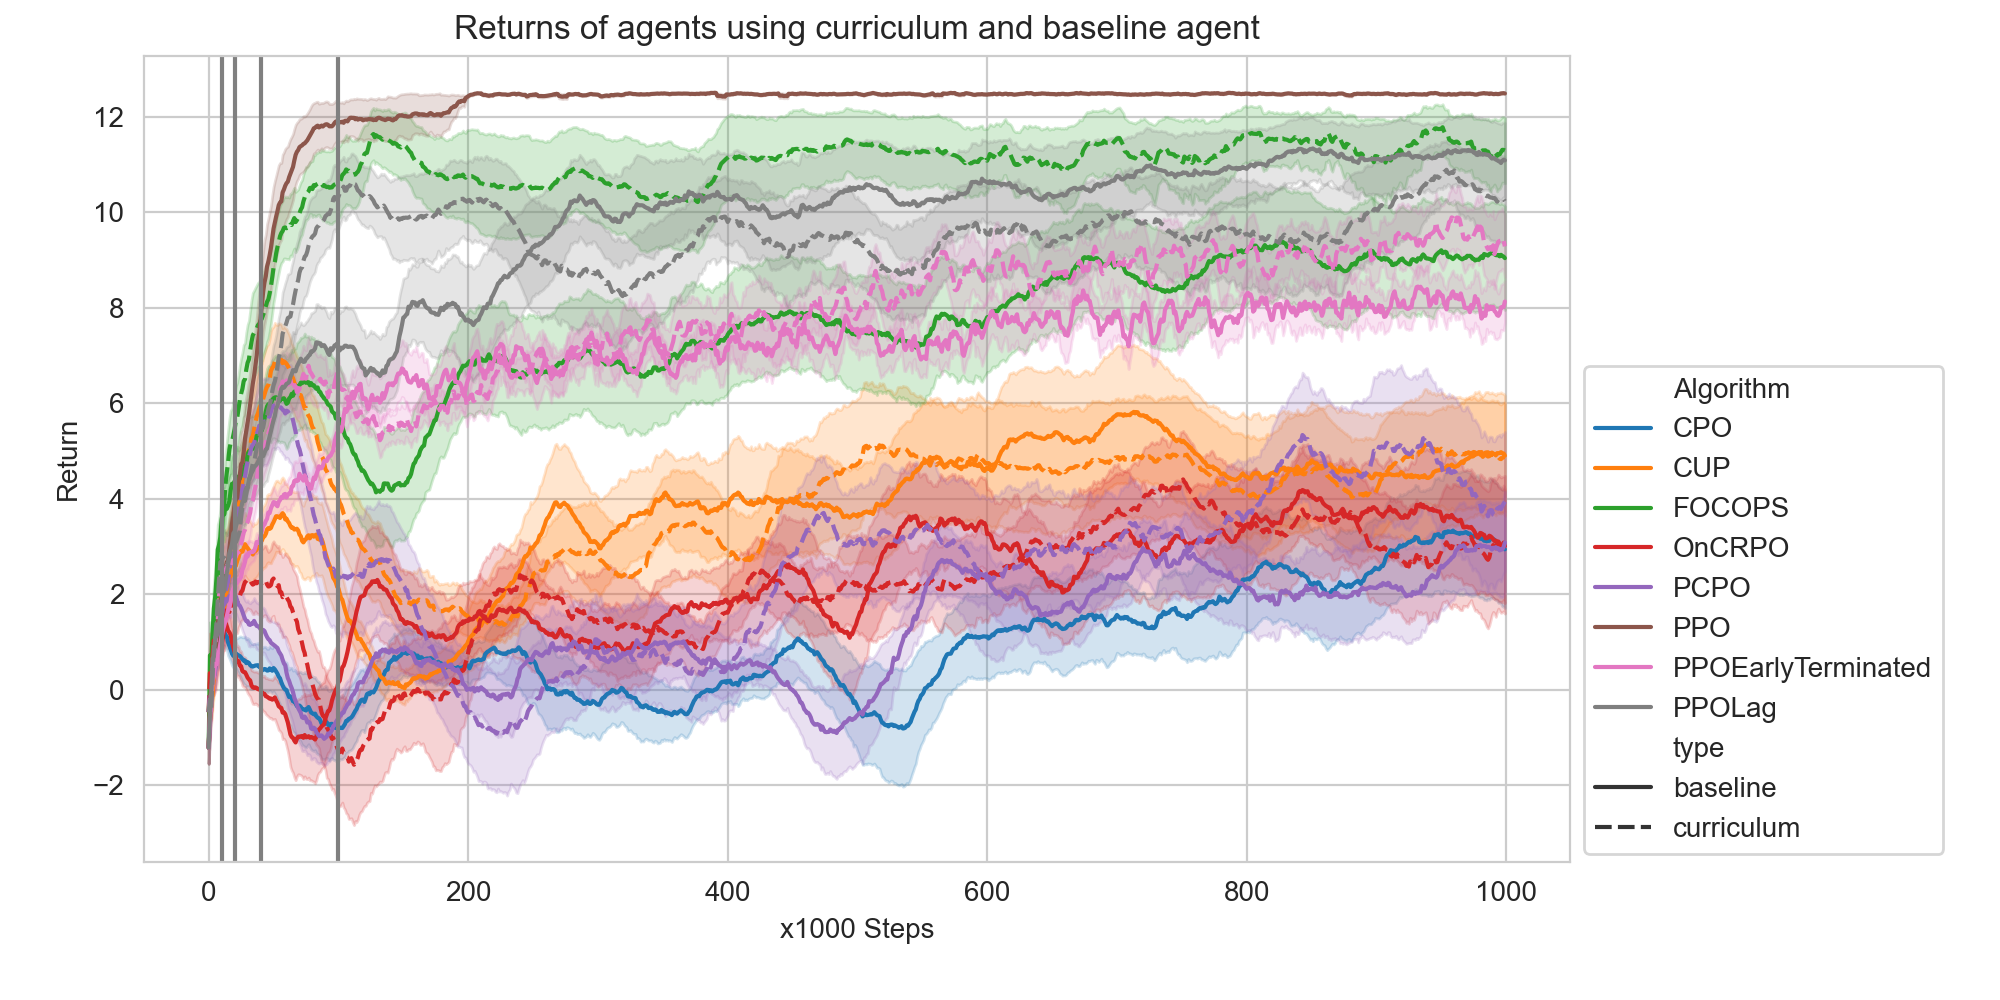 Returns of agents using curriculum and baseline agent
Return
12
10
8
6
4
2
0
−2
0 200 400 600 800 1000
x1000 Steps
Algorithm
CPO
CUP
FOCOPS
OnCRPO
PCPO
PPO
PPOEarlyTerminated
PPOLag
type
baseline
curriculum